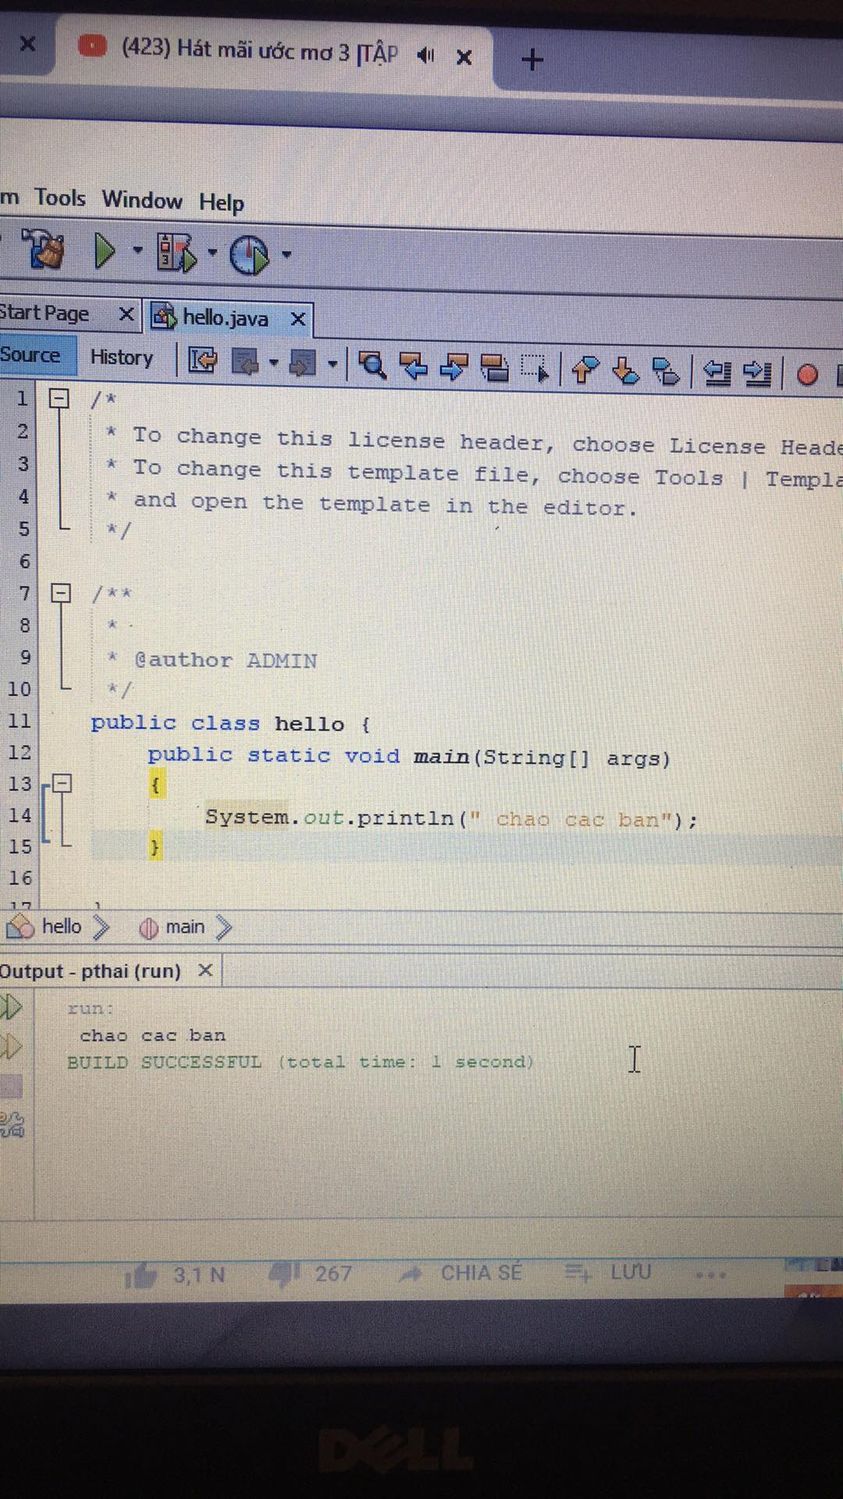 (423) Hát mãi ước mơ 3 |TẬP
Tools Window Help
Start Page hello.java
Source History
1 /*
2 * To change this license header, choose License Heade
3 * To change this template file, choose Tools | Templa
4 * and open the template in the editor.
5 */
6
7 /**
8 *
9 * @author ADMIN
10 */
11 public class hello {
12 public static void main(String[] args)
13 {
14 System.out.println(" chao cac ban");
15 }
16
17 }
hello main
Output - pthai (run)
run:
chao cac ban
BUILD SUCCESSFUL (total time: 1 second)
3,1 N 267 CHIA SẺ LƯU
DELL